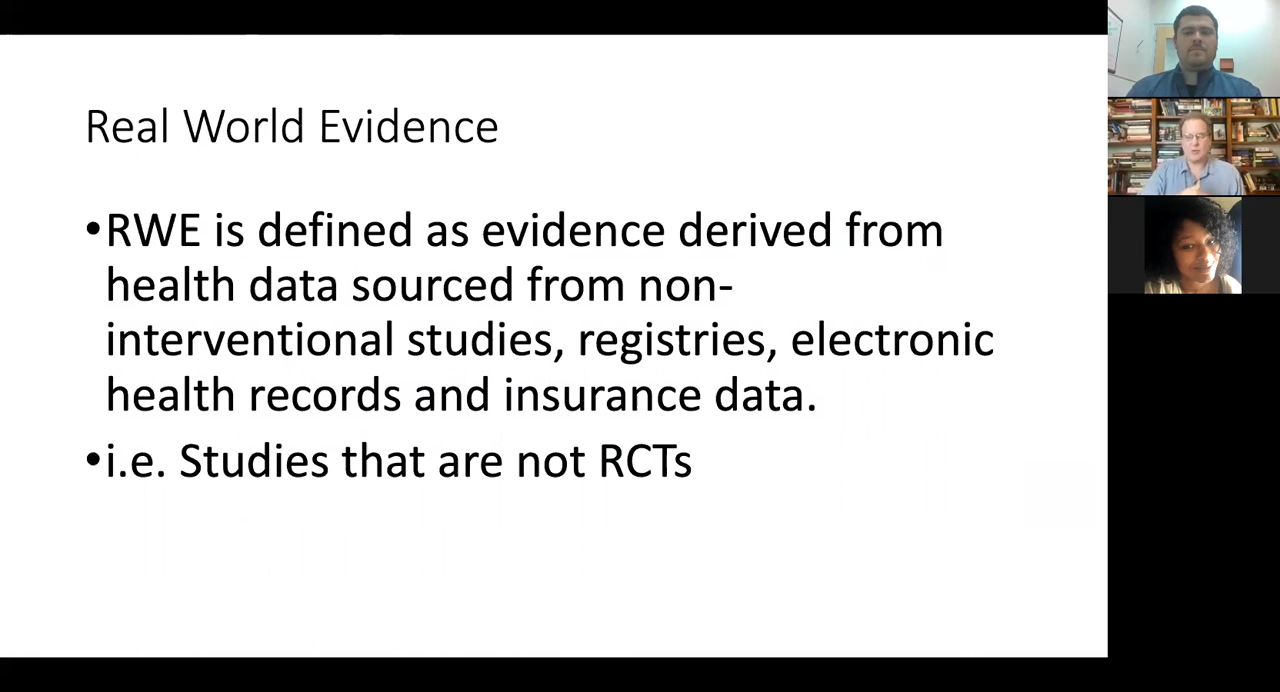 Real World Evidence
•RWE is defined as evidence derived from
health data sourced from non-
interventional studies, registries, electronic
health records and insurance data.
•i.e. Studies that are not RCTs